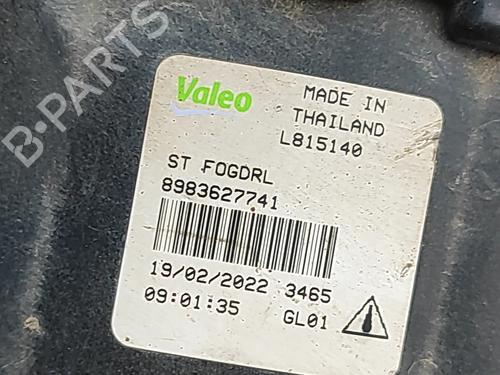 B-PARTS
Valeo
MADE IN
THAILAND
L815140
ST FOGDRL
8983627741
19/02/2022 3465
09:01:35 GL01